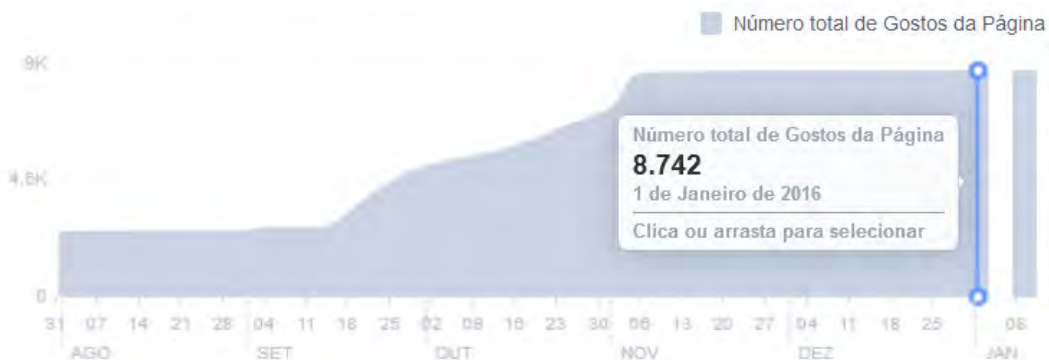 Número total de Gostos da Página
9K
Número total de Gostos da Página
8.742
1 de Janeiro de 2016
Clica ou arrasta para selecionar
4,5K
0
31 07 14 21 28 04 11 18 25 02 09 16 23 30 06 13 20 27 04 11 18 25 08
AGO SET OUT NOV DEZ JAN